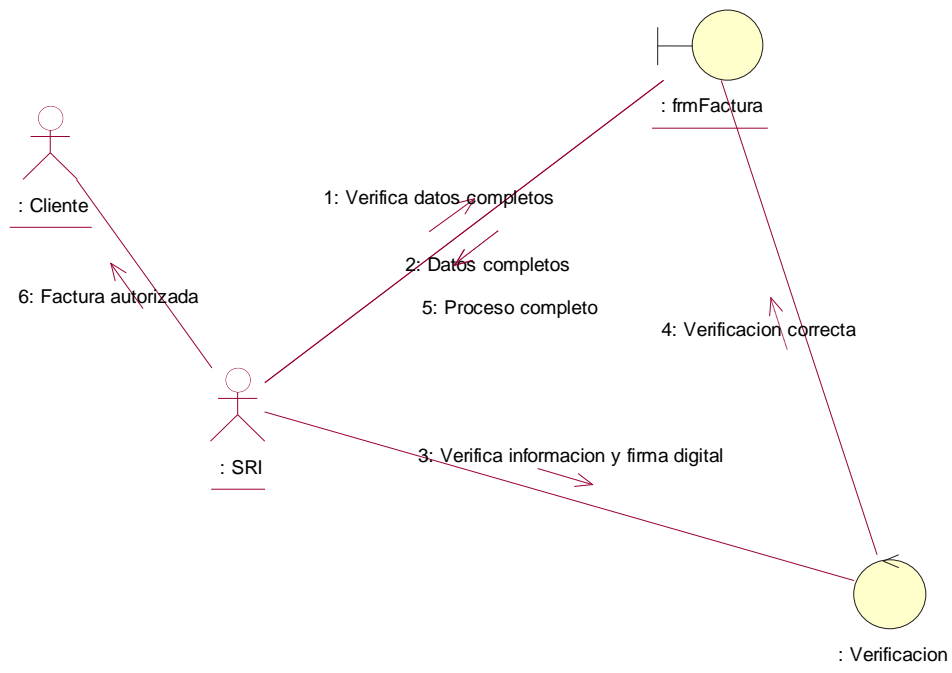 : frmFactura
: Cliente
1: Verifica datos completos
2: Datos completos
6: Factura autorizada
5: Proceso completo
4: Verificacion correcta
3: Verifica informacion y firma digital
: SRI
: Verificacion